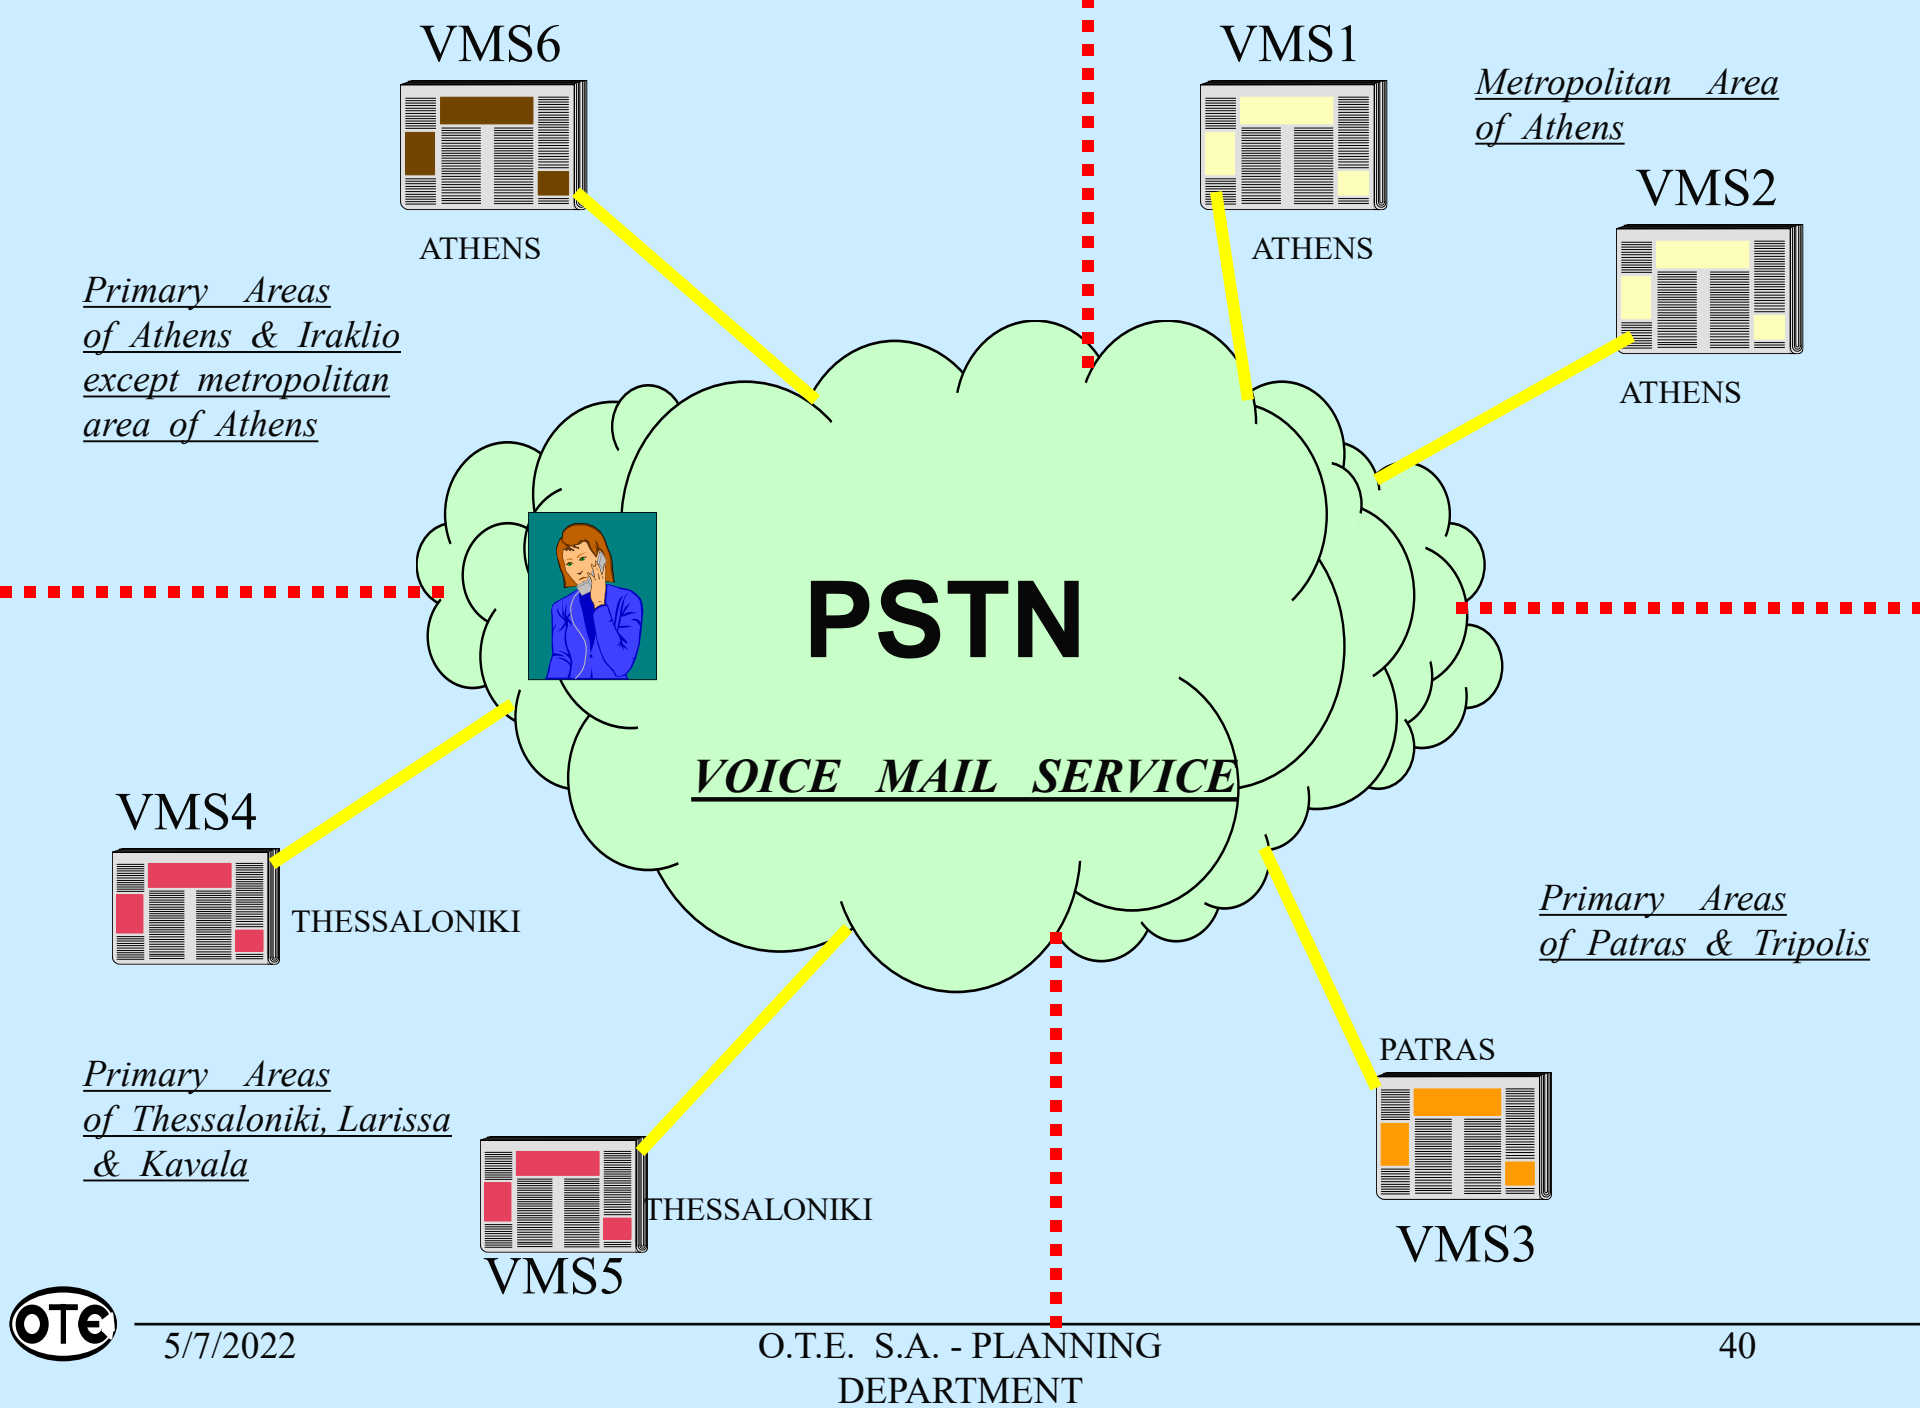 VMS6
VMS1
Metropolitan Area
of Athens
VMS2
ATHENS
ATHENS
Primary Areas
of Athens & Iraklio
except metropolitan
area of Athens
ATHENS
PSTN
VOICE MAIL SERVICE
VMS4
THESSALONIKI
Primary Areas
of Patras & Tripolis
PATRAS
Primary Areas
of Thessaloniki, Larissa
& Kavala
THESSALONIKI
VMS3
VMS5
OTE
5/7/2022
O.T.E. S.A. - PLANNING
DEPARTMENT
40